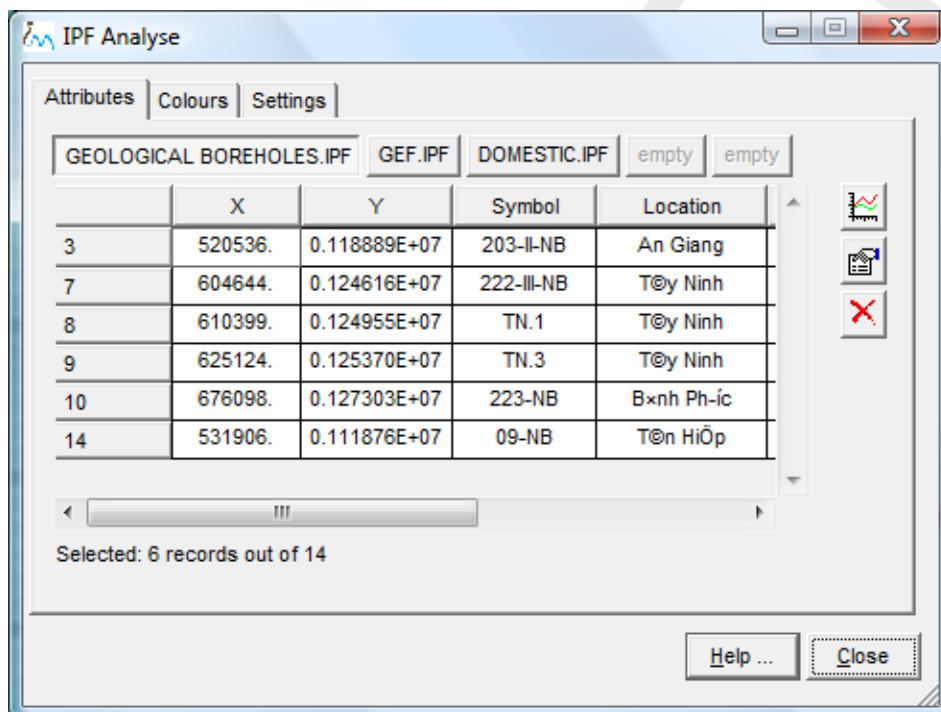 IPF Analyse
Attributes Colours Settings
GEOLOGICAL BOREHOLES.IPF GEF.IPF DOMESTIC.IPF empty empty
X Y Symbol Location
3 520536. 0.118889E+07 203-II-NB An Giang
7 604644. 0.124616E+07 222-III-NB T©y Ninh
8 610399. 0.124955E+07 TN.1 T©y Ninh
9 625124. 0.125370E+07 TN.3 T©y Ninh
10 676098. 0.127303E+07 223-NB B×nh Ph-íc
14 531906. 0.111876E+07 09-NB T©n HiÖp
Selected: 6 records out of 14
Help ... Close